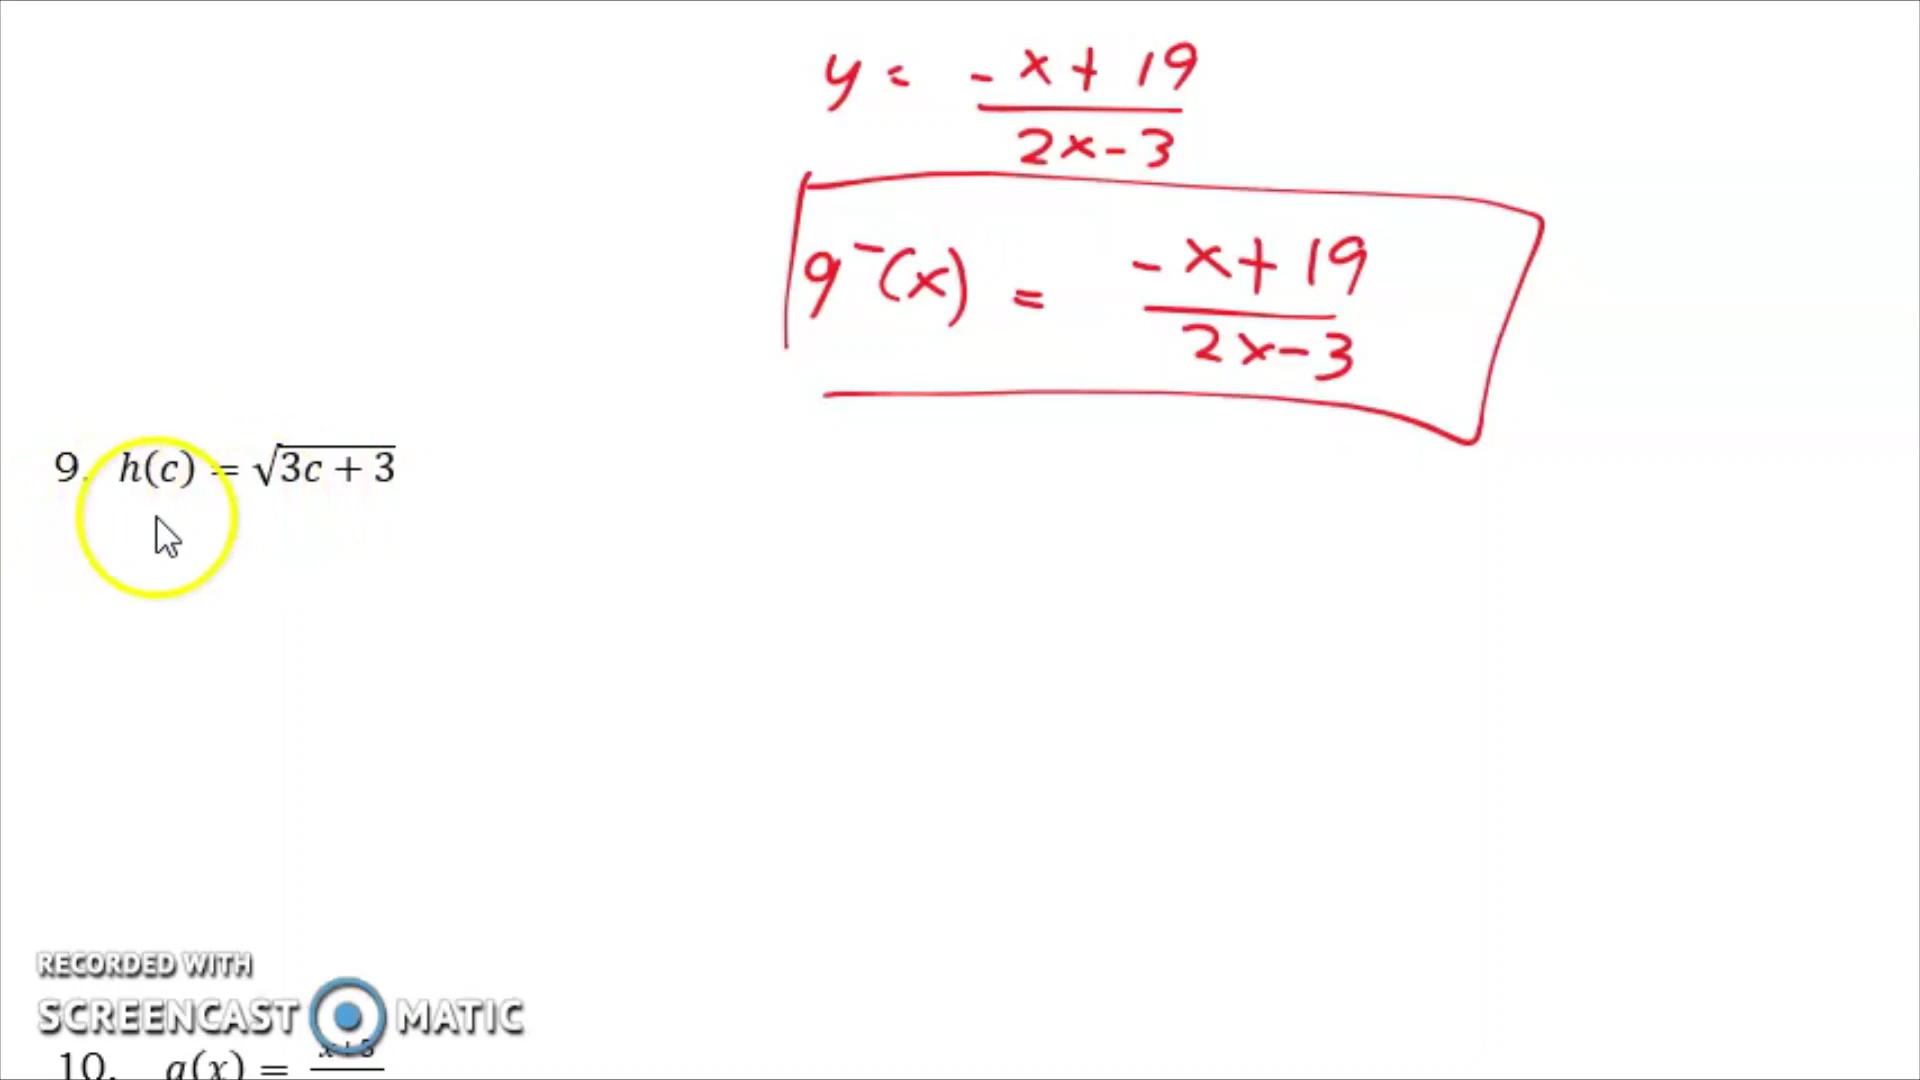 y = -x + 19 / 2x - 3
g⁻(x) = -x + 19 / 2x - 3
9. h(c) = √3c + 3
RECORDED WITH
SCREENCAST MATIC
10. g(x) =